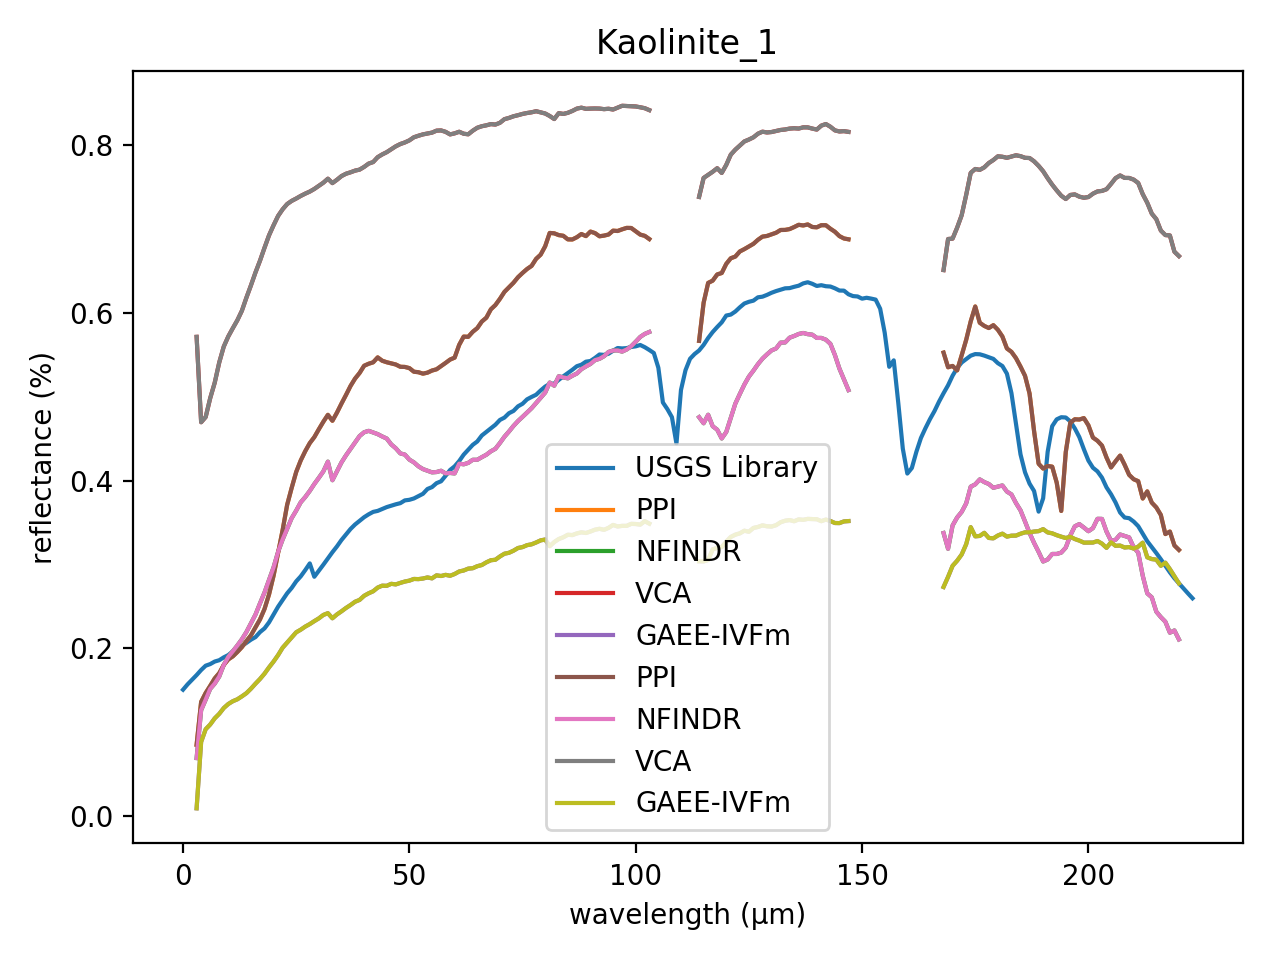 Kaolinite_1
reflectance (%)
0.8
0.6
0.4
0.2
0.0
USGS Library
PPI
NFINDR
VCA
GAEE-IVFm
PPI
NFINDR
VCA
GAEE-IVFm
0 50 100 150 200
wavelength (μm)